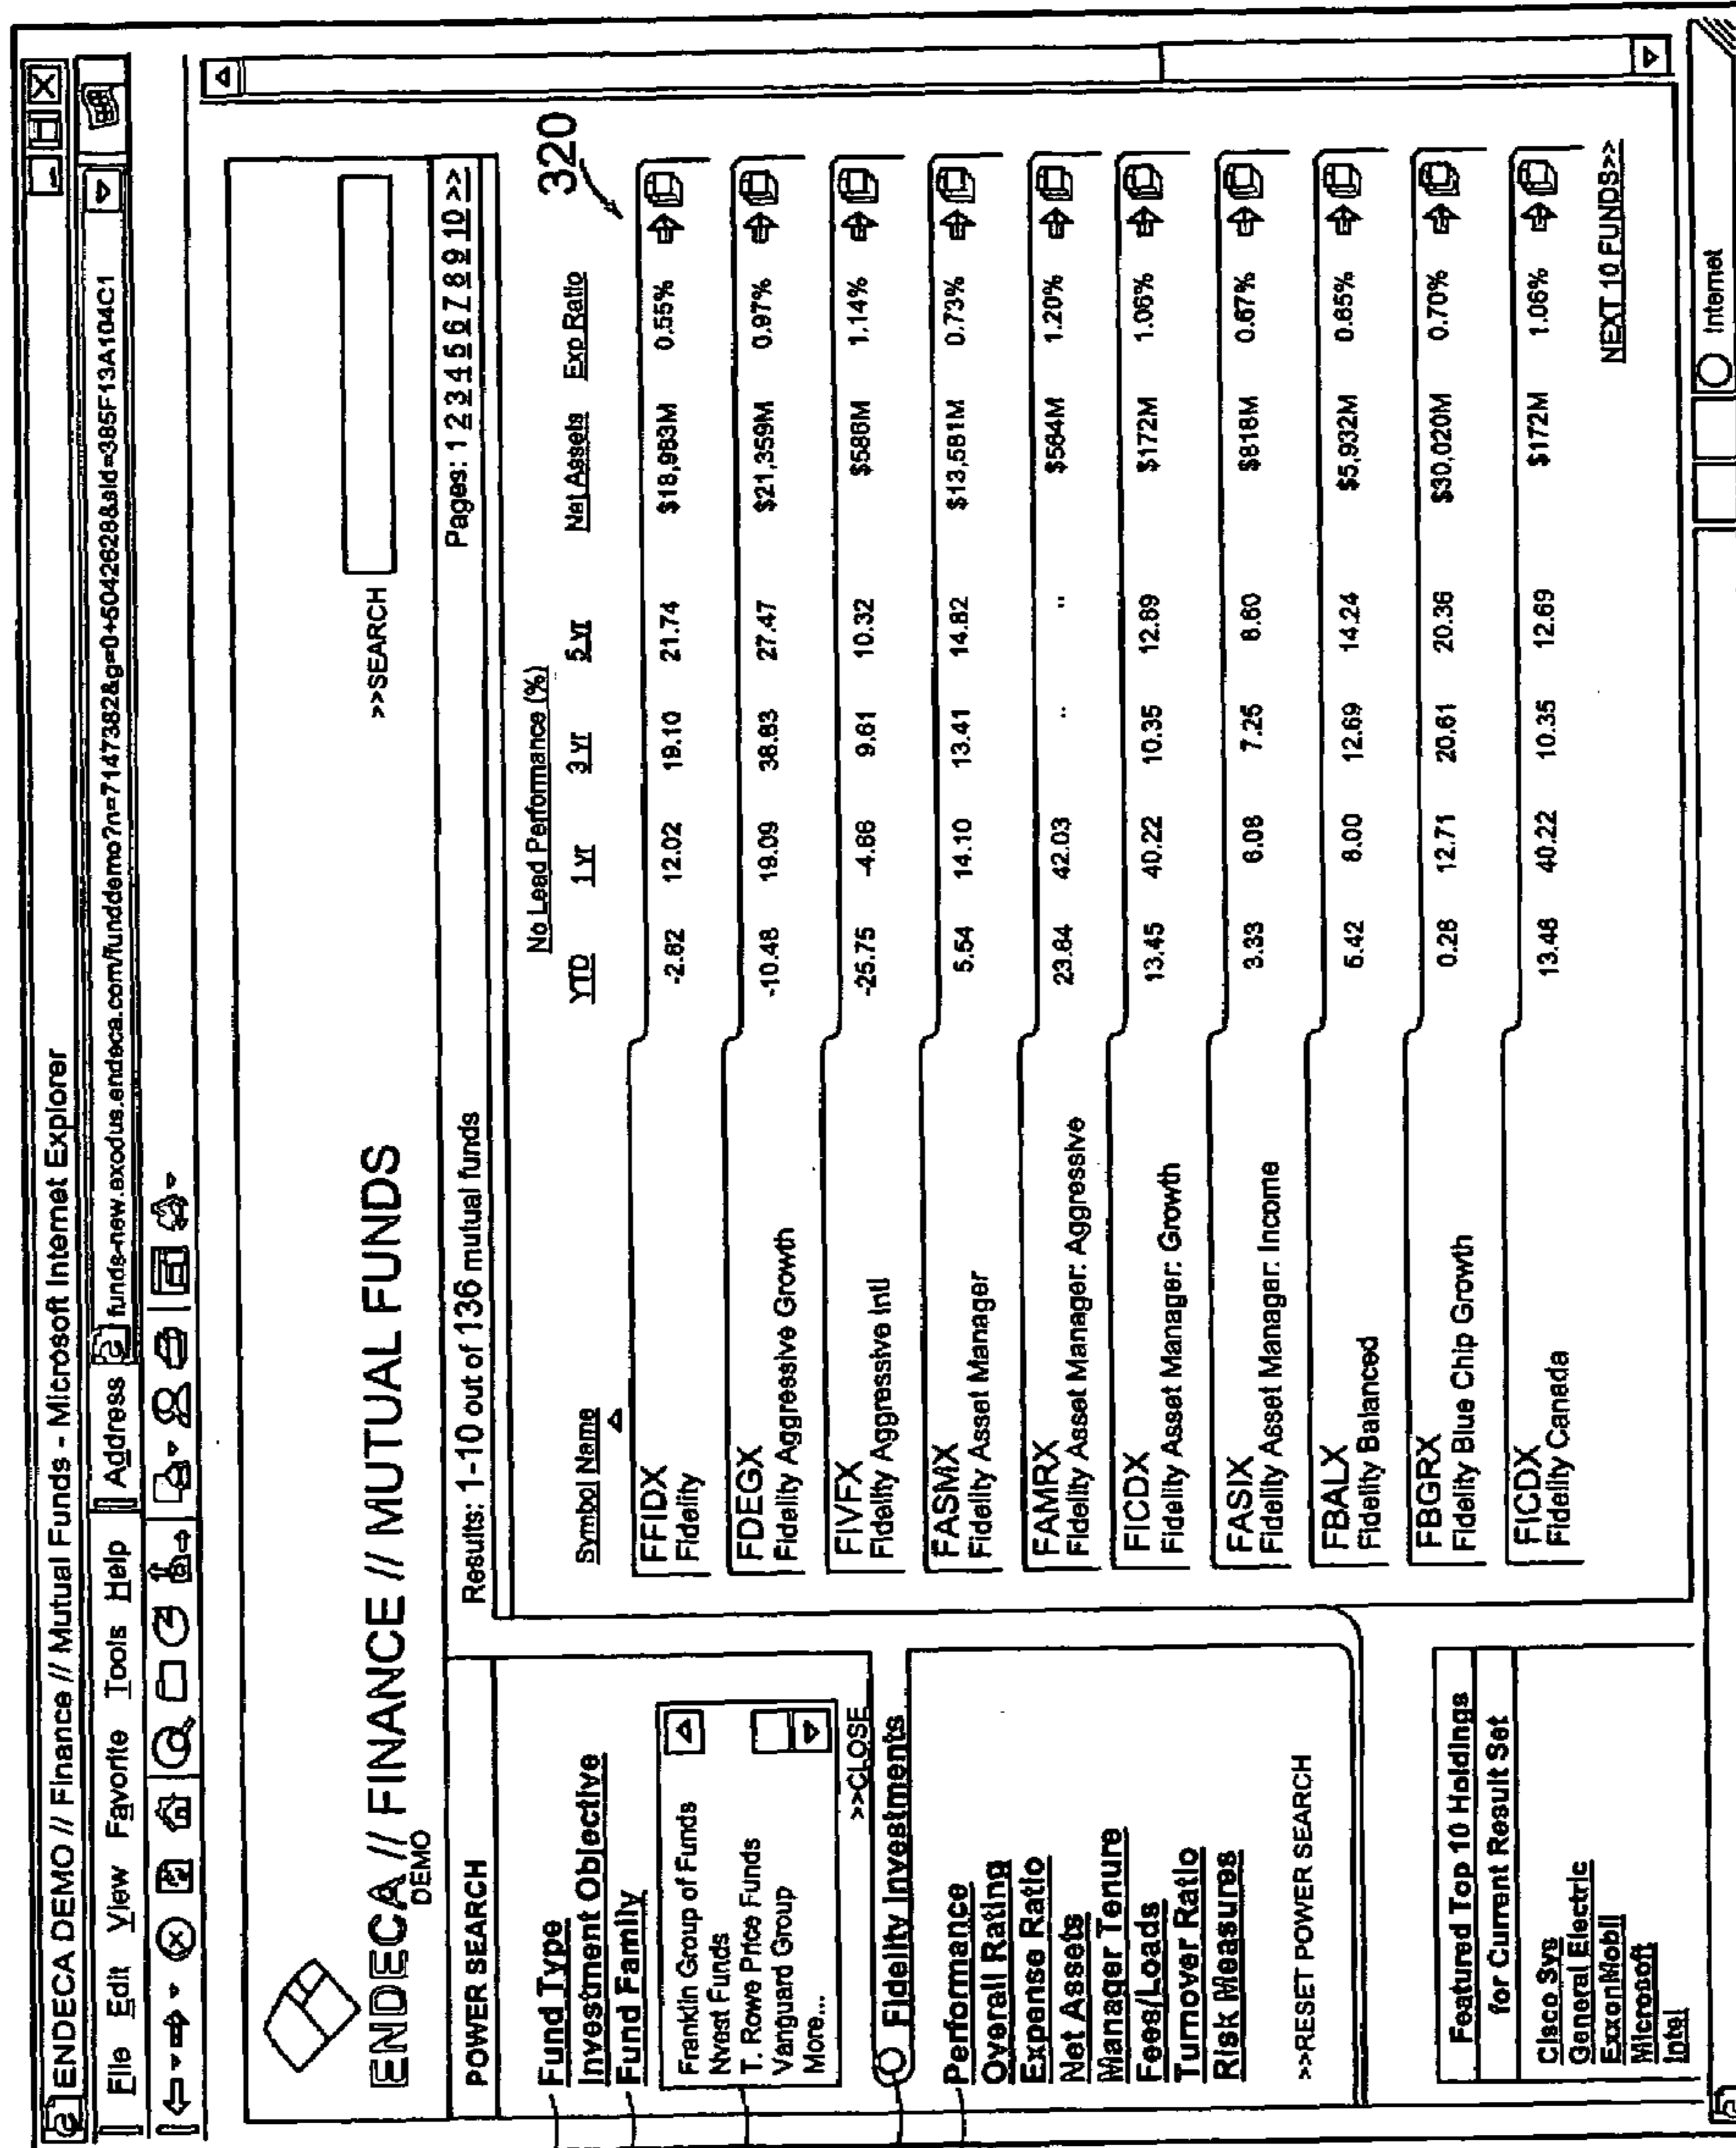 ENDECA DEMO // Finance // Mutual Funds - Microsoft Internet Explorer
File Edit View Favorite Tools Help Address funds-new.exodus.endeca.com/funddemo?n=7147382&g=0+5042628&sid=385F13A104C1
ENDECA // FINANCE // MUTUAL FUNDS
DEMO
>>SEARCH
POWER SEARCH
Results: 1-10 out of 136 mutual funds Pages: 1 2 3 4 5 6 7 8 9 10 >>
Fund Type
Investment Objective
Fund Family
Franklin Group of Funds
Nvest Funds
T. Rowe Price Funds
Vanguard Group
More...
>>CLOSE
Fidelity Investments
Performance
Overall Rating
Expense Ratio
Net Assets
Manager Tenure
Fees/Loads
Turnover Ratio
Risk Measures
>>RESET POWER SEARCH
Featured Top 10 Holdings
for Current Result Set
Cisco Sys
General Electric
ExxonMobil
Microsoft
Intel
320
No Load Performance (%)
Symbol Name YTD 1 yr 3 yr 5 yr Net Assets Exp Ratio
FFIDX
Fidelity -2.82 12.02 19.10 21.74 $18,983M 0.55%
FDEGX
Fidelity Aggressive Growth -10.48 19.09 38.83 27.47 $21,359M 0.97%
FIVFX
Fidelity Aggressive Intl -25.75 -4.86 9.61 10.32 $586M 1.14%
FASMX
Fidelity Asset Manager 5.54 14.10 13.41 14.82 $13,581M 0.73%
FAMRX
Fidelity Asset Manager: Aggressive 23.64 42.03 .. .. $564M 1.20%
FICDX
Fidelity Asset Manager: Growth 13.45 40.22 10.35 12.69 $172M 1.06%
FASIX
Fidelity Asset Manager: Income 3.33 6.08 7.25 8.60 $818M 0.67%
FBALX
Fidelity Balanced 6.42 8.00 12.69 14.24 $5,932M 0.65%
FBGRX
Fidelity Blue Chip Growth 0.28 12.71 20.61 20.36 $30,020M 0.70%
FICDX
Fidelity Canada 13.46 40.22 10.35 12.69 $172M 1.06%
NEXT 10 FUNDS>>
Internet